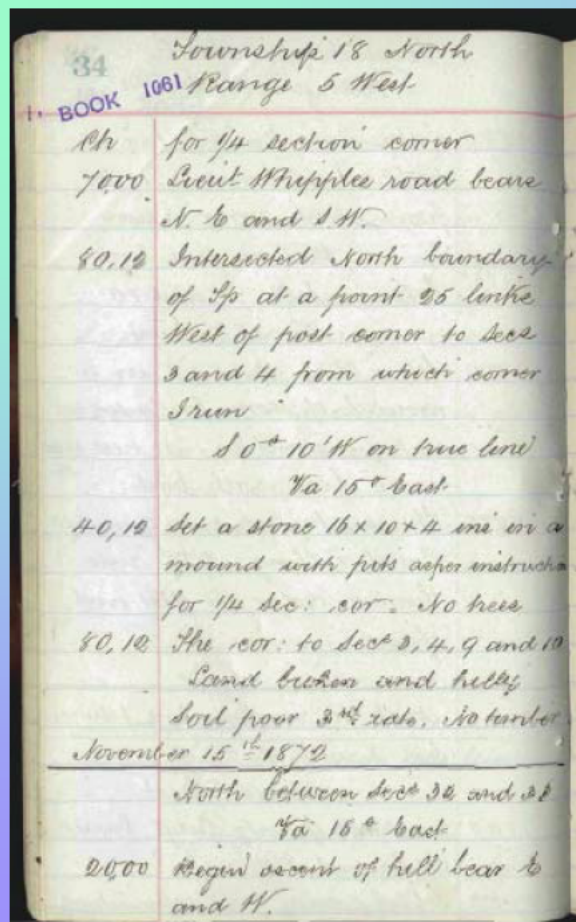 34 Township 18 North
1. BOOK 1061 Range 5 West
Ch for 1/4 section corner
70,00 Lieut. Whipples road bears
N. E and S. W.
80,12 Intersected North boundary
of Tp at a point 25 links
West of post corner to Secs
3 and 4 from which corner
I run
S 0° 10' W on true line
Va 15° East
40,12 Set a stone 16 x 10 x 4 ins in a
mound with pits asper instructio
for 1/4 Sec: cor. No trees
80,12 The cor: to Secs 3, 4, 9 and 10
Land broken and hilly
Soil poor 3rd rate. No timber
November 15th 1872
North between Secs 32 and
Va 15° East
20,00 Begin ascent of hill bear E
and W.